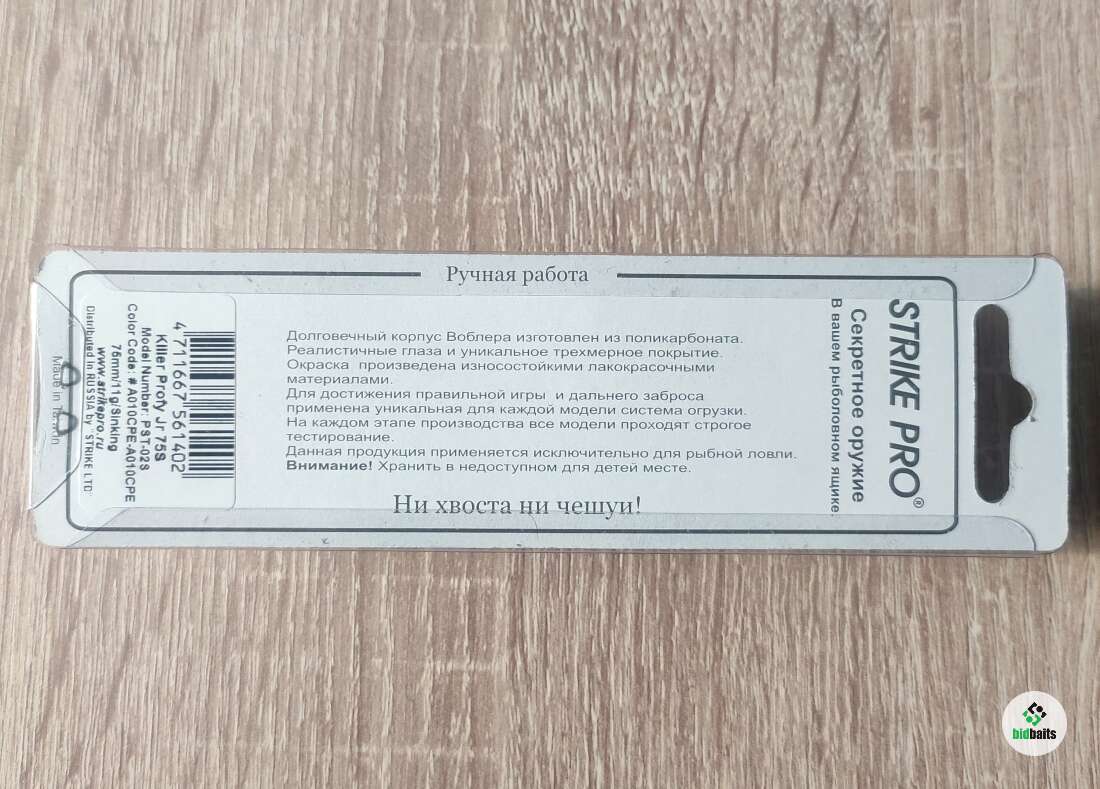 Ручная работа
STRIKE PRO®
Секретное оружие
В вашем рыболовном ящике.
Долговечный корпус Воблера изготовлен из поликарбоната.
Реалистичные глаза и уникальное трехмерное покрытие.
Окраска произведена износостойкими лакокрасочными
материалами.
Для достижения правильной игры и дальнего заброса
применена уникальная для каждой модели система огрузки.
На каждом этапе производства все модели проходят строгое
тестирование.
Данная продукция применяется исключительно для рыбной ловли.
Внимание! Хранить в недоступном для детей месте.
Ни хвоста ни чешуи!
4 711667 561402
Killer Profy Jr 75S
Model Number: PST-02S
Color Code: # A010CPE-A010CPE
75mm/11g/Sinking
www.strikepro.ru
Distributed in RUSSIA by STRIKE LTD.
Made in Taiwan
bidbaits